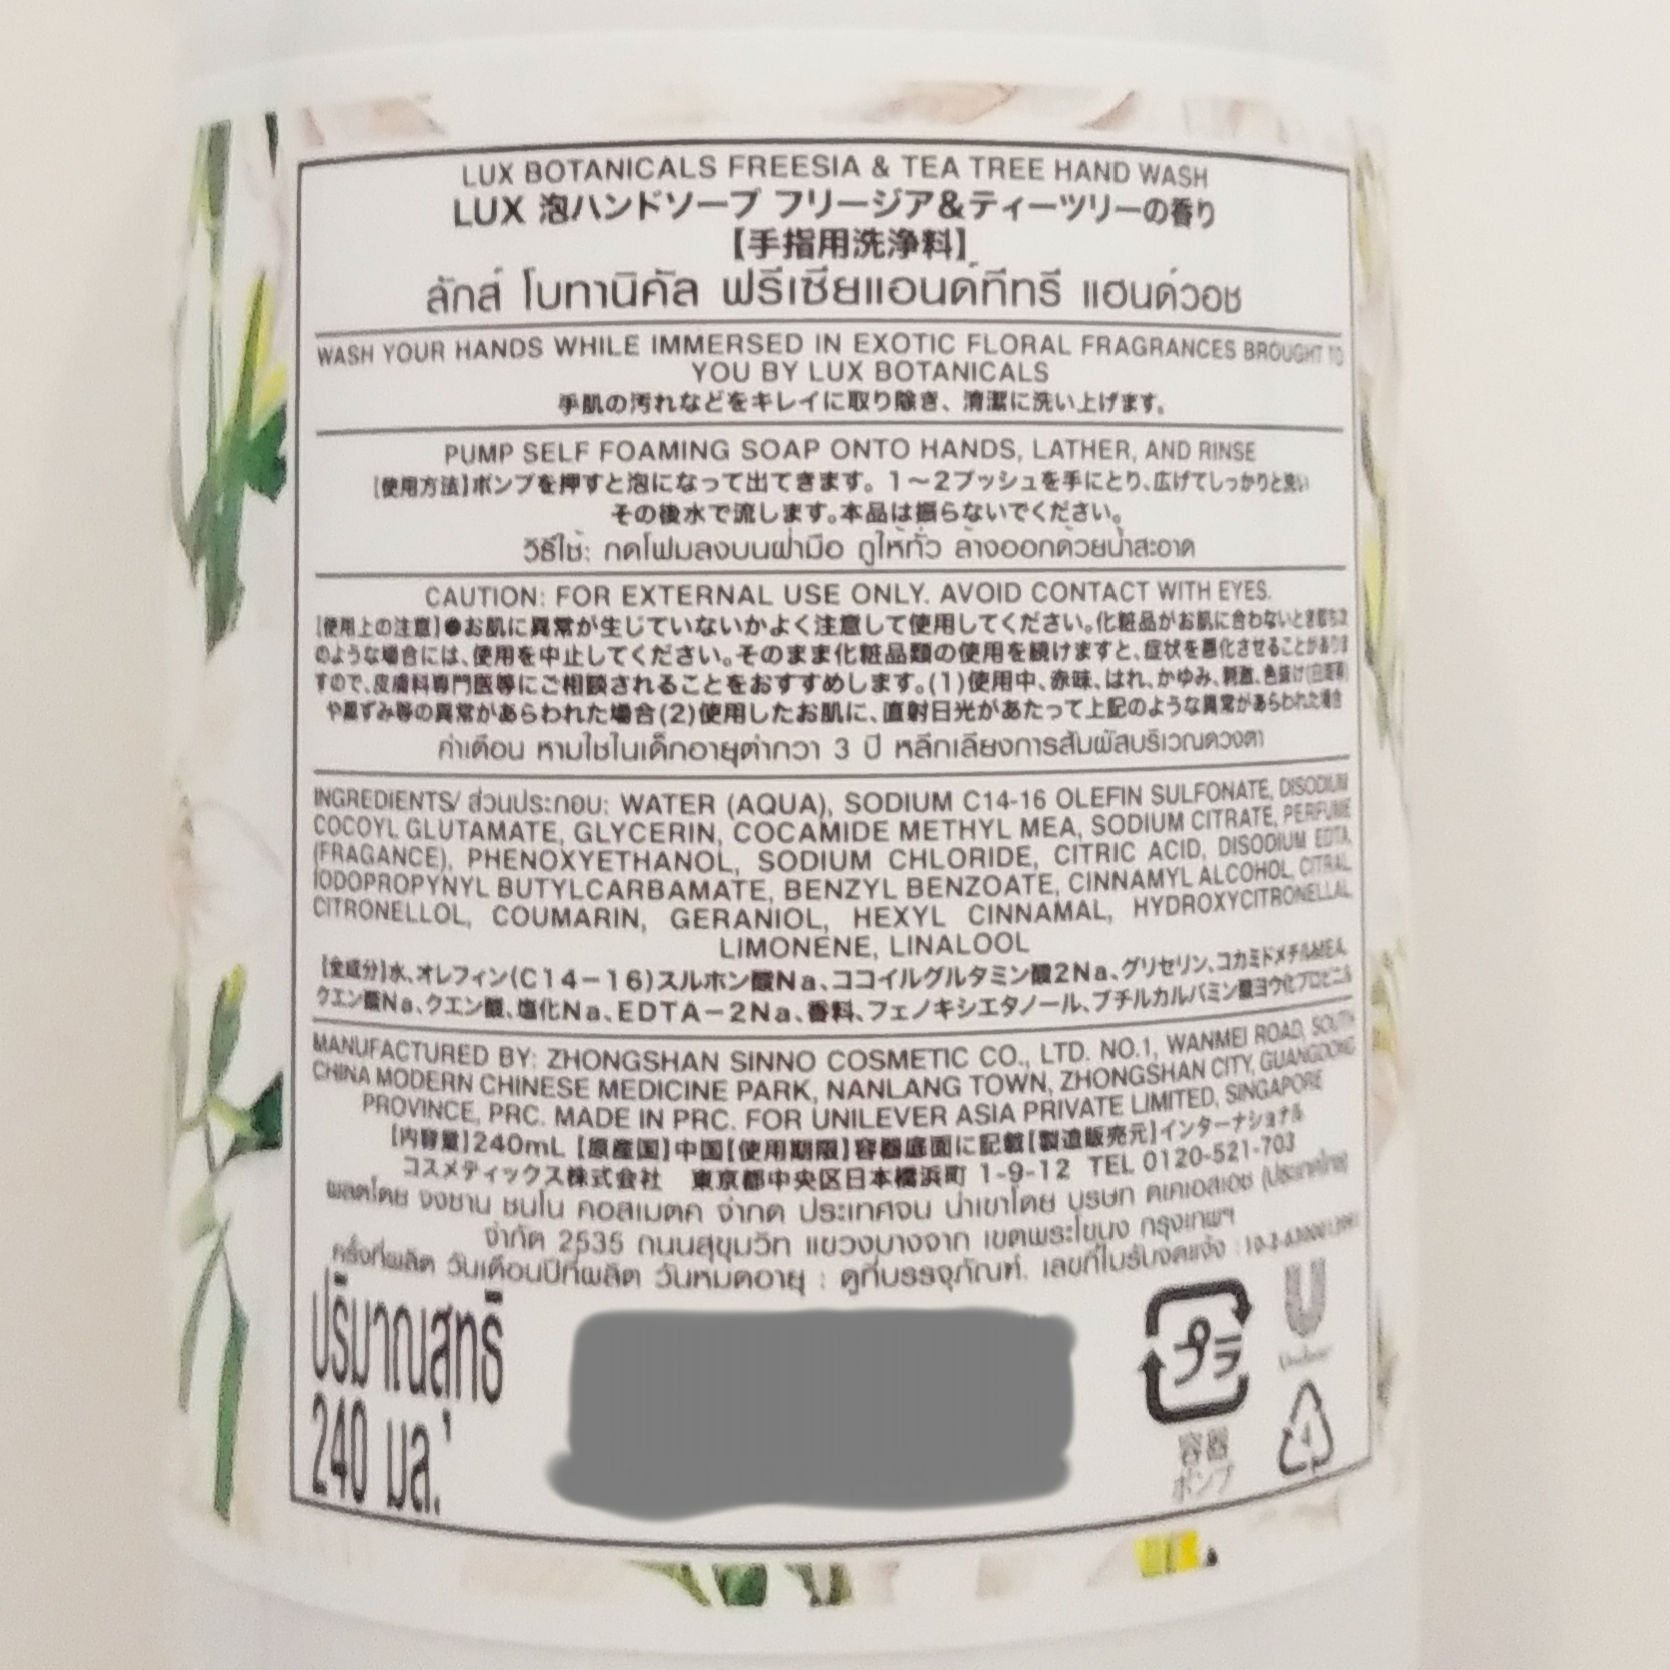 LUX BOTANICALS FREESIA & TEA TREE HAND WASH
LUX 泡ハンドソープ フリージア&ティーツリーの香り
【手指用洗浄料】
ลักส์ โบทานิคัล ฟรีเซียแอนด์ทีทรี แฮนด์วอช
WASH YOUR HANDS WHILE IMMERSED IN EXOTIC FLORAL FRAGRANCES BROUGHT TO
YOU BY LUX BOTANICALS
手肌の汚れなどをキレイに取り除き、清潔に洗い上げます。
PUMP SELF FOAMING SOAP ONTO HANDS, LATHER, AND RINSE
【使用方法】ポンプを押すと泡になって出てきます。1～2プッシュを手にとり、広げてしっかりと洗い
その後水で流します。本品は振らないでください。
วิธีใช้: กดโฟมลงบนฝ่ามือ ถูให้ทั่ว ล้างออกด้วยน้ำสะอาด
CAUTION: FOR EXTERNAL USE ONLY. AVOID CONTACT WITH EYES.
【使用上の注意】●お肌に異常が生じていないかよく注意して使用してください。化粧品がお肌に合わないとき即ち次
のような場合には、使用を中止してください。そのまま化粧品類の使用を続けますと、症状を悪化させることがありま
すので、皮膚科専門医等にご相談されることをおすすめします。(1)使用中、赤味、はれ、かゆみ、刺激、色抜け(白斑等)
や黒ずみ等の異常があらわれた場合(2)使用したお肌に、直射日光があたって上記のような異常があらわれた場合
คำเตือน ห้ามใช้ในเด็กอายุต่ำกว่า 3 ปี หลีกเลี่ยงการสัมผัสบริเวณดวงตา
INGREDIENTS/ ส่วนประกอบ: WATER (AQUA), SODIUM C14-16 OLEFIN SULFONATE, DISODIUM
COCOYL GLUTAMATE, GLYCERIN, COCAMIDE METHYL MEA, SODIUM CITRATE, PERFUME
(FRAGANCE), PHENOXYETHANOL, SODIUM CHLORIDE, CITRIC ACID, DISODIUM EDTA,
IODOPROPYNYL BUTYLCARBAMATE, BENZYL BENZOATE, CINNAMYL ALCOHOL, CITRAL,
CITRONELLOL, COUMARIN, GERANIOL, HEXYL CINNAMAL, HYDROXYCITRONELLAL,
LIMONENE, LINALOOL
【全成分】水、オレフィン(C14－16)スルホン酸Na、ココイルグルタミン酸2Na、グリセリン、コカミドメチルMEA、
クエン酸Na、クエン酸、塩化Na、EDTA－2Na、香料、フェノキシエタノール、ブチルカルバミン酸ヨウ化プロピニル
MANUFACTURED BY: ZHONGSHAN SINNO COSMETIC CO., LTD. NO.1, WANMEI ROAD, SOUTH
CHINA MODERN CHINESE MEDICINE PARK, NANLANG TOWN, ZHONGSHAN CITY, GUANGDONG
PROVINCE, PRC. MADE IN PRC. FOR UNILEVER ASIA PRIVATE LIMITED, SINGAPORE
【内容量】240mL【原産国】中国【使用期限】容器底面に記載【製造販売元】インターナショナル
コスメティックス株式会社 東京都中央区日本橋浜町 1-9-12 TEL 0120-521-703
ผลิตโดย จงซาน ซินโน คอสเมติค จำกัด ประเทศจีน นำเข้าโดย บริษัท คิเคเอสเอช (ประเทศไทย)
จำกัด 2535 ถนนสุขุมวิท แขวงบางจาก เขตพระโขนง กรุงเทพฯ
ครั้งที่ผลิต วันเดือนปีที่ผลิต วันหมดอายุ : ดูที่บรรจุภัณฑ์. เลขที่ใบรับจดแจ้ง :
ปริมาณสุทธิ
240 มล.
プラ
容器
ポンプ
Unilever
4